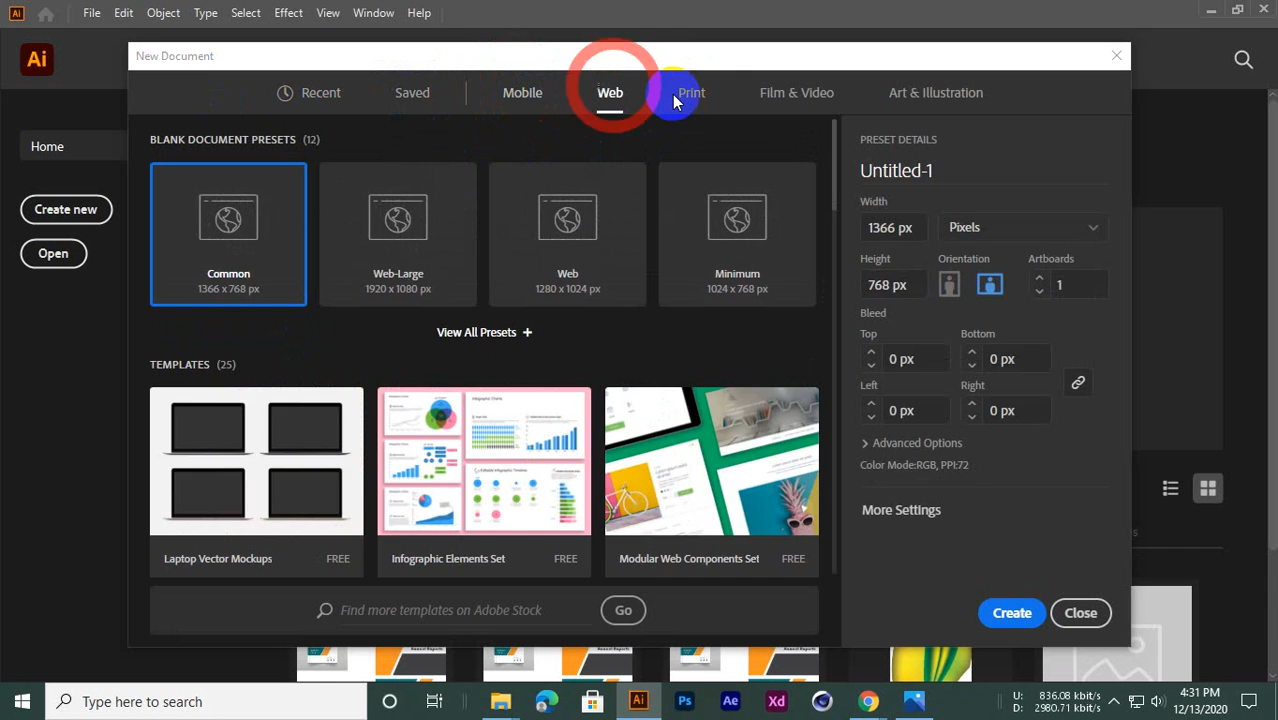 Ai File Edit Object Type Select Effect View Window Help
Ai
New Document
Recent Saved Mobile Web Print Film & Video Art & Illustration
Home
Create new
Open
BLANK DOCUMENT PRESETS (12)
Common
1366 x 768 px
Web-Large
1920 x 1080 px
Web
1280 x 1024 px
Minimum
1024 x 768 px
View All Presets +
TEMPLATES (25)
Infographic Charts
Editable Infographic Timeline
Laptop Vector Mockups FREE
Infographic Elements Set FREE
Modular Web Components Set FREE
Find more templates on Adobe Stock
Go
PRESET DETAILS
Untitled-1
Width
1366 px Pixels
Height Orientation Artboards
768 px 1
Bleed
Top Bottom
0 px 0 px
Left Right
0 px 0 px
Advanced Options
Color Mode:RGB, PPI:72
More Settings
Create Close
Type here to search
Ai Ps Ae Xd
U: 836.08 kbit/s
D: 2980.71 kbit/s
4:31 PM
12/13/2020